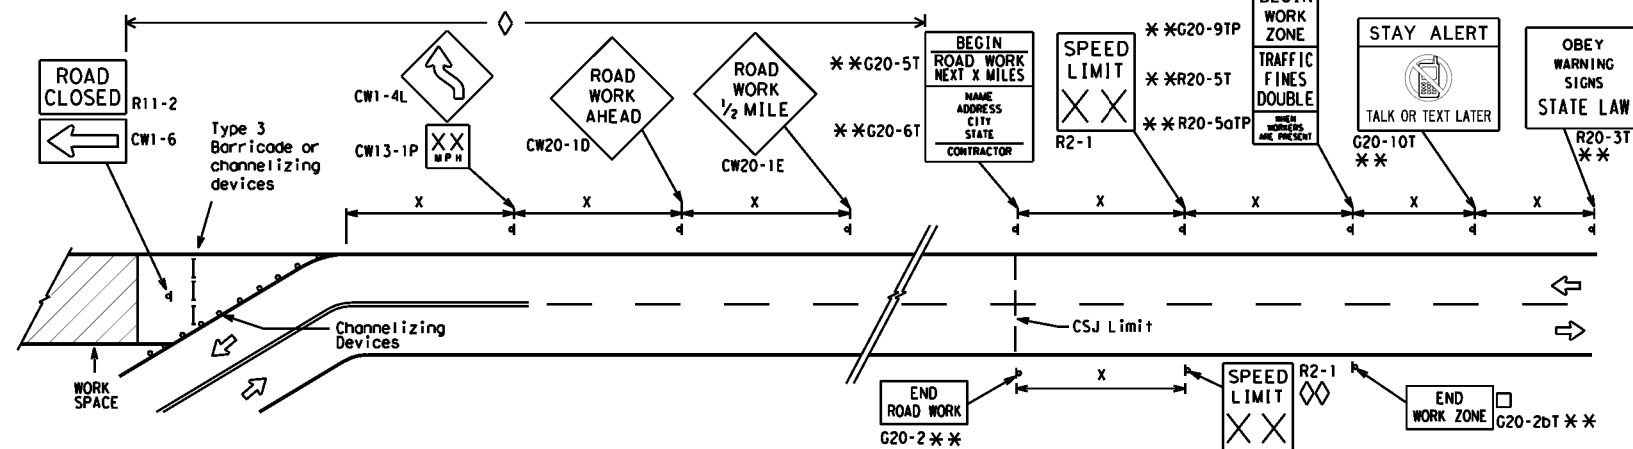 ROAD
CLOSED
R11-2
CW1-6
Type 3
Barricade or
channelizing
devices
CW1-4L
XX
MPH
CW13-1P
ROAD
WORK
AHEAD
CW20-1D
ROAD
WORK
1/2 MILE
CW20-1E
* *G20-5T
* *G20-6T
BEGIN
ROAD WORK
NEXT X MILES
NAME
ADDRESS
CITY
STATE
CONTRACTOR
SPEED
LIMIT
XX
R2-1
* *G20-9TP
* *R20-5T
* *R20-5aTP
BEGIN
WORK
ZONE
TRAFFIC
FINES
DOUBLE
WHEN
WORKERS
ARE PRESENT
STAY ALERT
TALK OR TEXT LATER
G20-10T
* *
OBEY
WARNING
SIGNS
STATE LAW
R20-3T
* *
X
X
X
X
X
X
X
Channelizing
Devices
WORK
SPACE
CSJ Limit
END
ROAD WORK
G20-2 * *
X
SPEED
LIMIT
XX
R2-1
END
WORK ZONE
G20-2bT * *